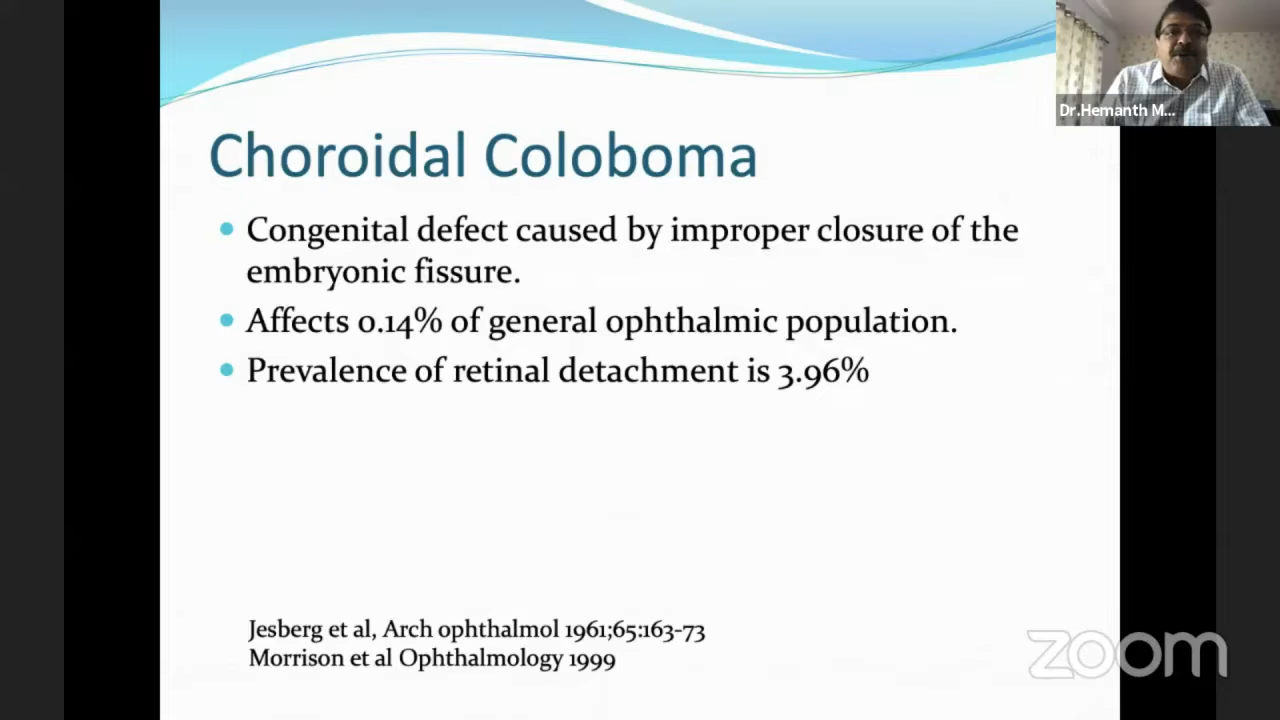 Dr.Hemanth M...
Choroidal Coloboma
• Congenital defect caused by improper closure of the
embryonic fissure.
• Affects 0.14% of general ophthalmic population.
• Prevalence of retinal detachment is 3.96%
Jesberg et al, Arch ophthalmol 1961;65:163-73
Morrison et al Ophthalmology 1999
zoom